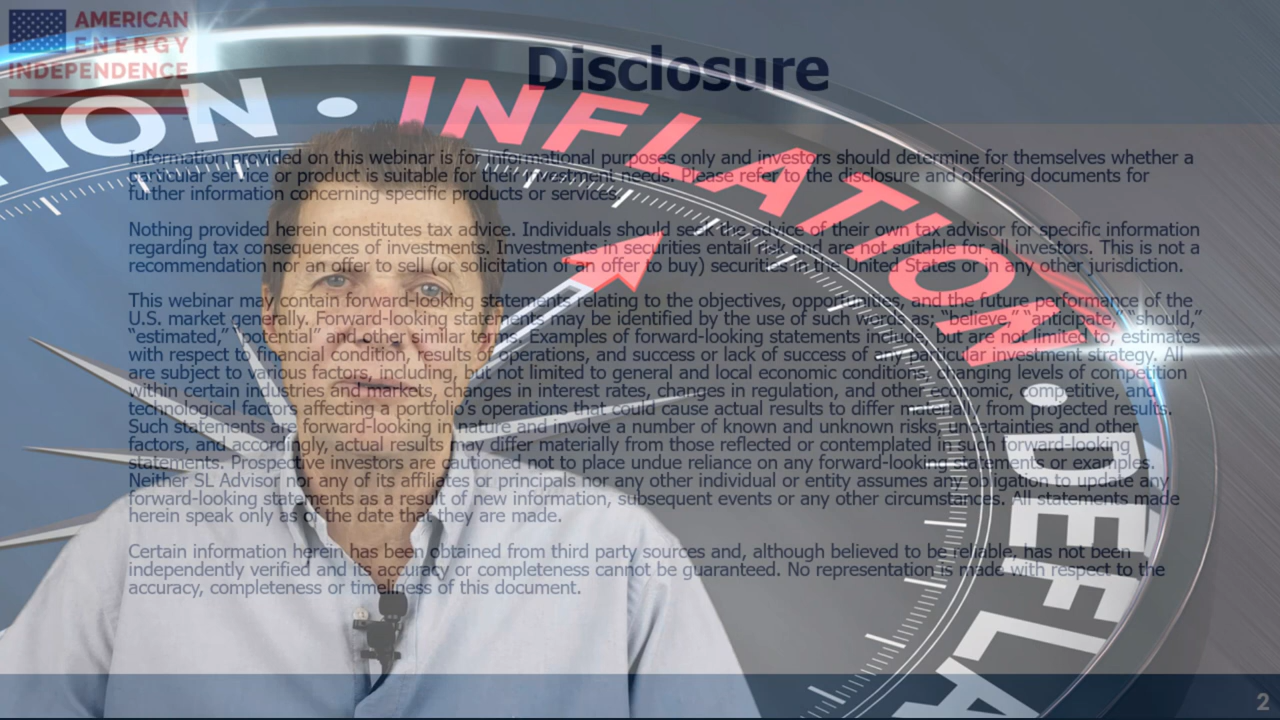 AMERICAN
ENERGY
INDEPENDENCE
Disclosure
ION • INFLATION • DEFLA
Information provided on this webinar is for informational purposes only and investors should determine for themselves whether a
particular service or product is suitable for their investment needs. Please refer to the disclosure and offering documents for
further information concerning specific products or services.
Nothing provided herein constitutes tax advice. Individuals should seek the advice of their own tax advisor for specific information
regarding tax consequences of investments. Investments in securities entail risk and are not suitable for all investors. This is not a
recommendation nor an offer to sell (or solicitation of an offer to buy) securities in the United States or in any other jurisdiction.
This webinar may contain forward-looking statements relating to the objectives, opportunities, and the future performance of the
U.S. market generally. Forward-looking statements may be identified by the use of such words as; “believe,” “anticipate,” “should,”
“estimated,” “potential” and other similar terms. Examples of forward-looking statements include, but are not limited to, estimates
with respect to financial condition, results of operations, and success or lack of success of any particular investment strategy. All
are subject to various factors, including, but not limited to general and local economic conditions, changing levels of competition
within certain industries and markets, changes in interest rates, changes in regulation, and other economic, competitive, and
technological factors affecting a portfolio’s operations that could cause actual results to differ materially from projected results.
Such statements are forward-looking in nature and involve a number of known and unknown risks, uncertainties and other
factors, and accordingly, actual results may differ materially from those reflected or contemplated in such forward-looking
statements. Prospective investors are cautioned not to place undue reliance on any forward-looking statements or examples.
Neither SL Advisor nor any of its affiliates or principals nor any other individual or entity assumes any obligation to update any
forward-looking statements as a result of new information, subsequent events or any other circumstances. All statements made
herein speak only as of the date that they are made.
Certain information herein has been obtained from third party sources and, although believed to be reliable, has not been
independently verified and its accuracy or completeness cannot be guaranteed. No representation is made with respect to the
accuracy, completeness or timeliness of this document.
2